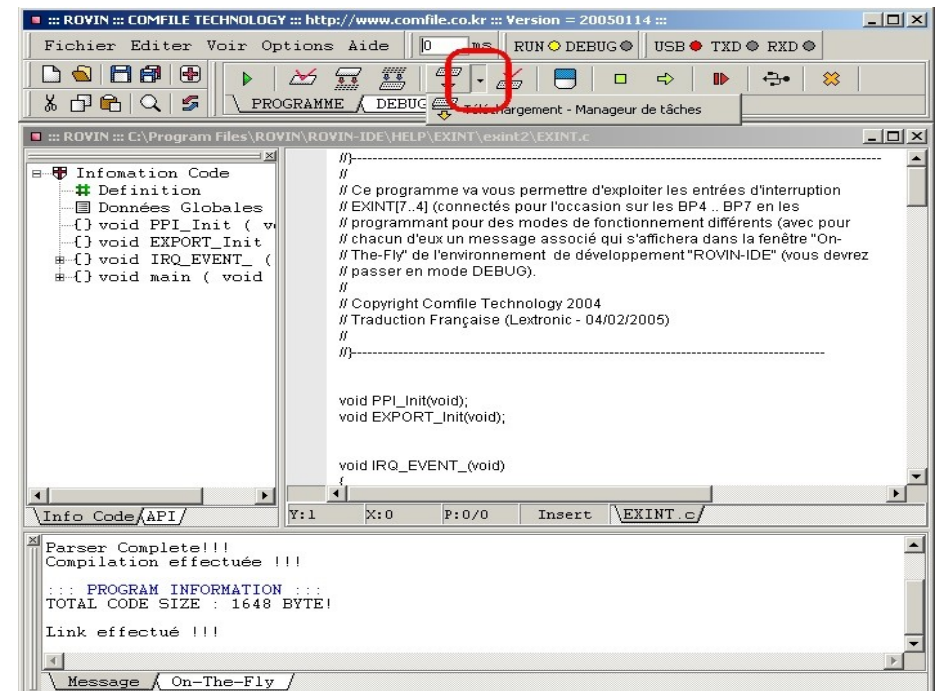 ::: ROVIN ::: COMFILE TECHNOLOGY ::: http://www.comfile.co.kr ::: Version = 20050114 :::
Fichier Editer Voir Options Aide 0 ms RUN DEBUG USB TXD RXD
PROGRAMME DEBUG
Téléchargement - Manageur de tâches
::: ROVIN ::: C:\Program Files\ROVIN\ROVIN-IDE\HELP\EXINT\exint2\EXINT.c
Infomation Code
Definition
Données Globales
{} void PPI_Init ( v
{} void EXPORT_Init
{} void IRQ_EVENT_ (
{} void main ( void
//}------------------------------------------------------------
//
// Ce programme va vous permettre d'exploiter les entrées d'interruption
// EXINT[7..4] (connectés pour l'occasion sur les BP4 .. BP7 en les
// programmant pour des modes de fonctionnement différents (avec pour
// chacun d'eux un message associé qui s'affichera dans la fenêtre "On-
// The-Fly" de l'environnement de développement "ROVIN-IDE" (vous devrez
// passer en mode DEBUG).
//
// Copyright Comfile Technology 2004
// Traduction Française (Lextronic - 04/02/2005)
//
//}------------------------------------------------------------
void PPI_Init(void);
void EXPORT_Init(void);
void IRQ_EVENT_(void)
{
Info Code API
Y:1 X:0 P:0/0 Insert EXINT.c
Parser Complete!!!
Compilation effectuée !!!
::: PROGRAM INFORMATION :::
TOTAL CODE SIZE : 1648 BYTE!
Link effectué !!!
Message On-The-Fly